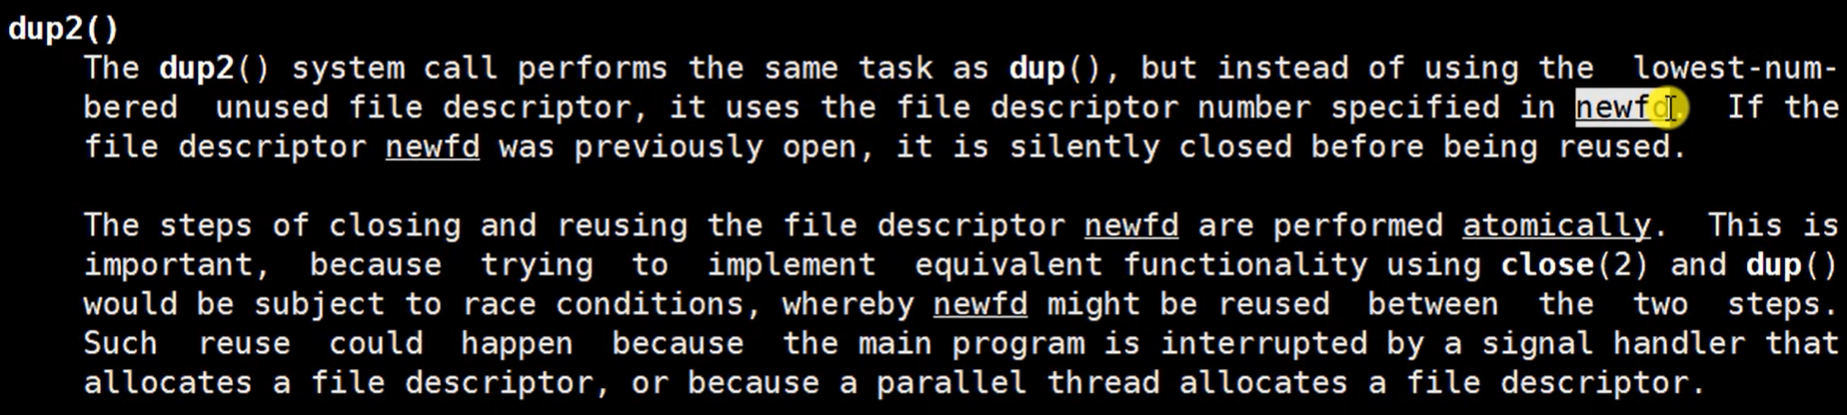 dup2()
The dup2() system call performs the same task as dup(), but instead of using the lowest-num-
bered unused file descriptor, it uses the file descriptor number specified in newfd. If the
file descriptor newfd was previously open, it is silently closed before being reused.
The steps of closing and reusing the file descriptor newfd are performed atomically. This is
important, because trying to implement equivalent functionality using close(2) and dup()
would be subject to race conditions, whereby newfd might be reused between the two steps.
Such reuse could happen because the main program is interrupted by a signal handler that
allocates a file descriptor, or because a parallel thread allocates a file descriptor.